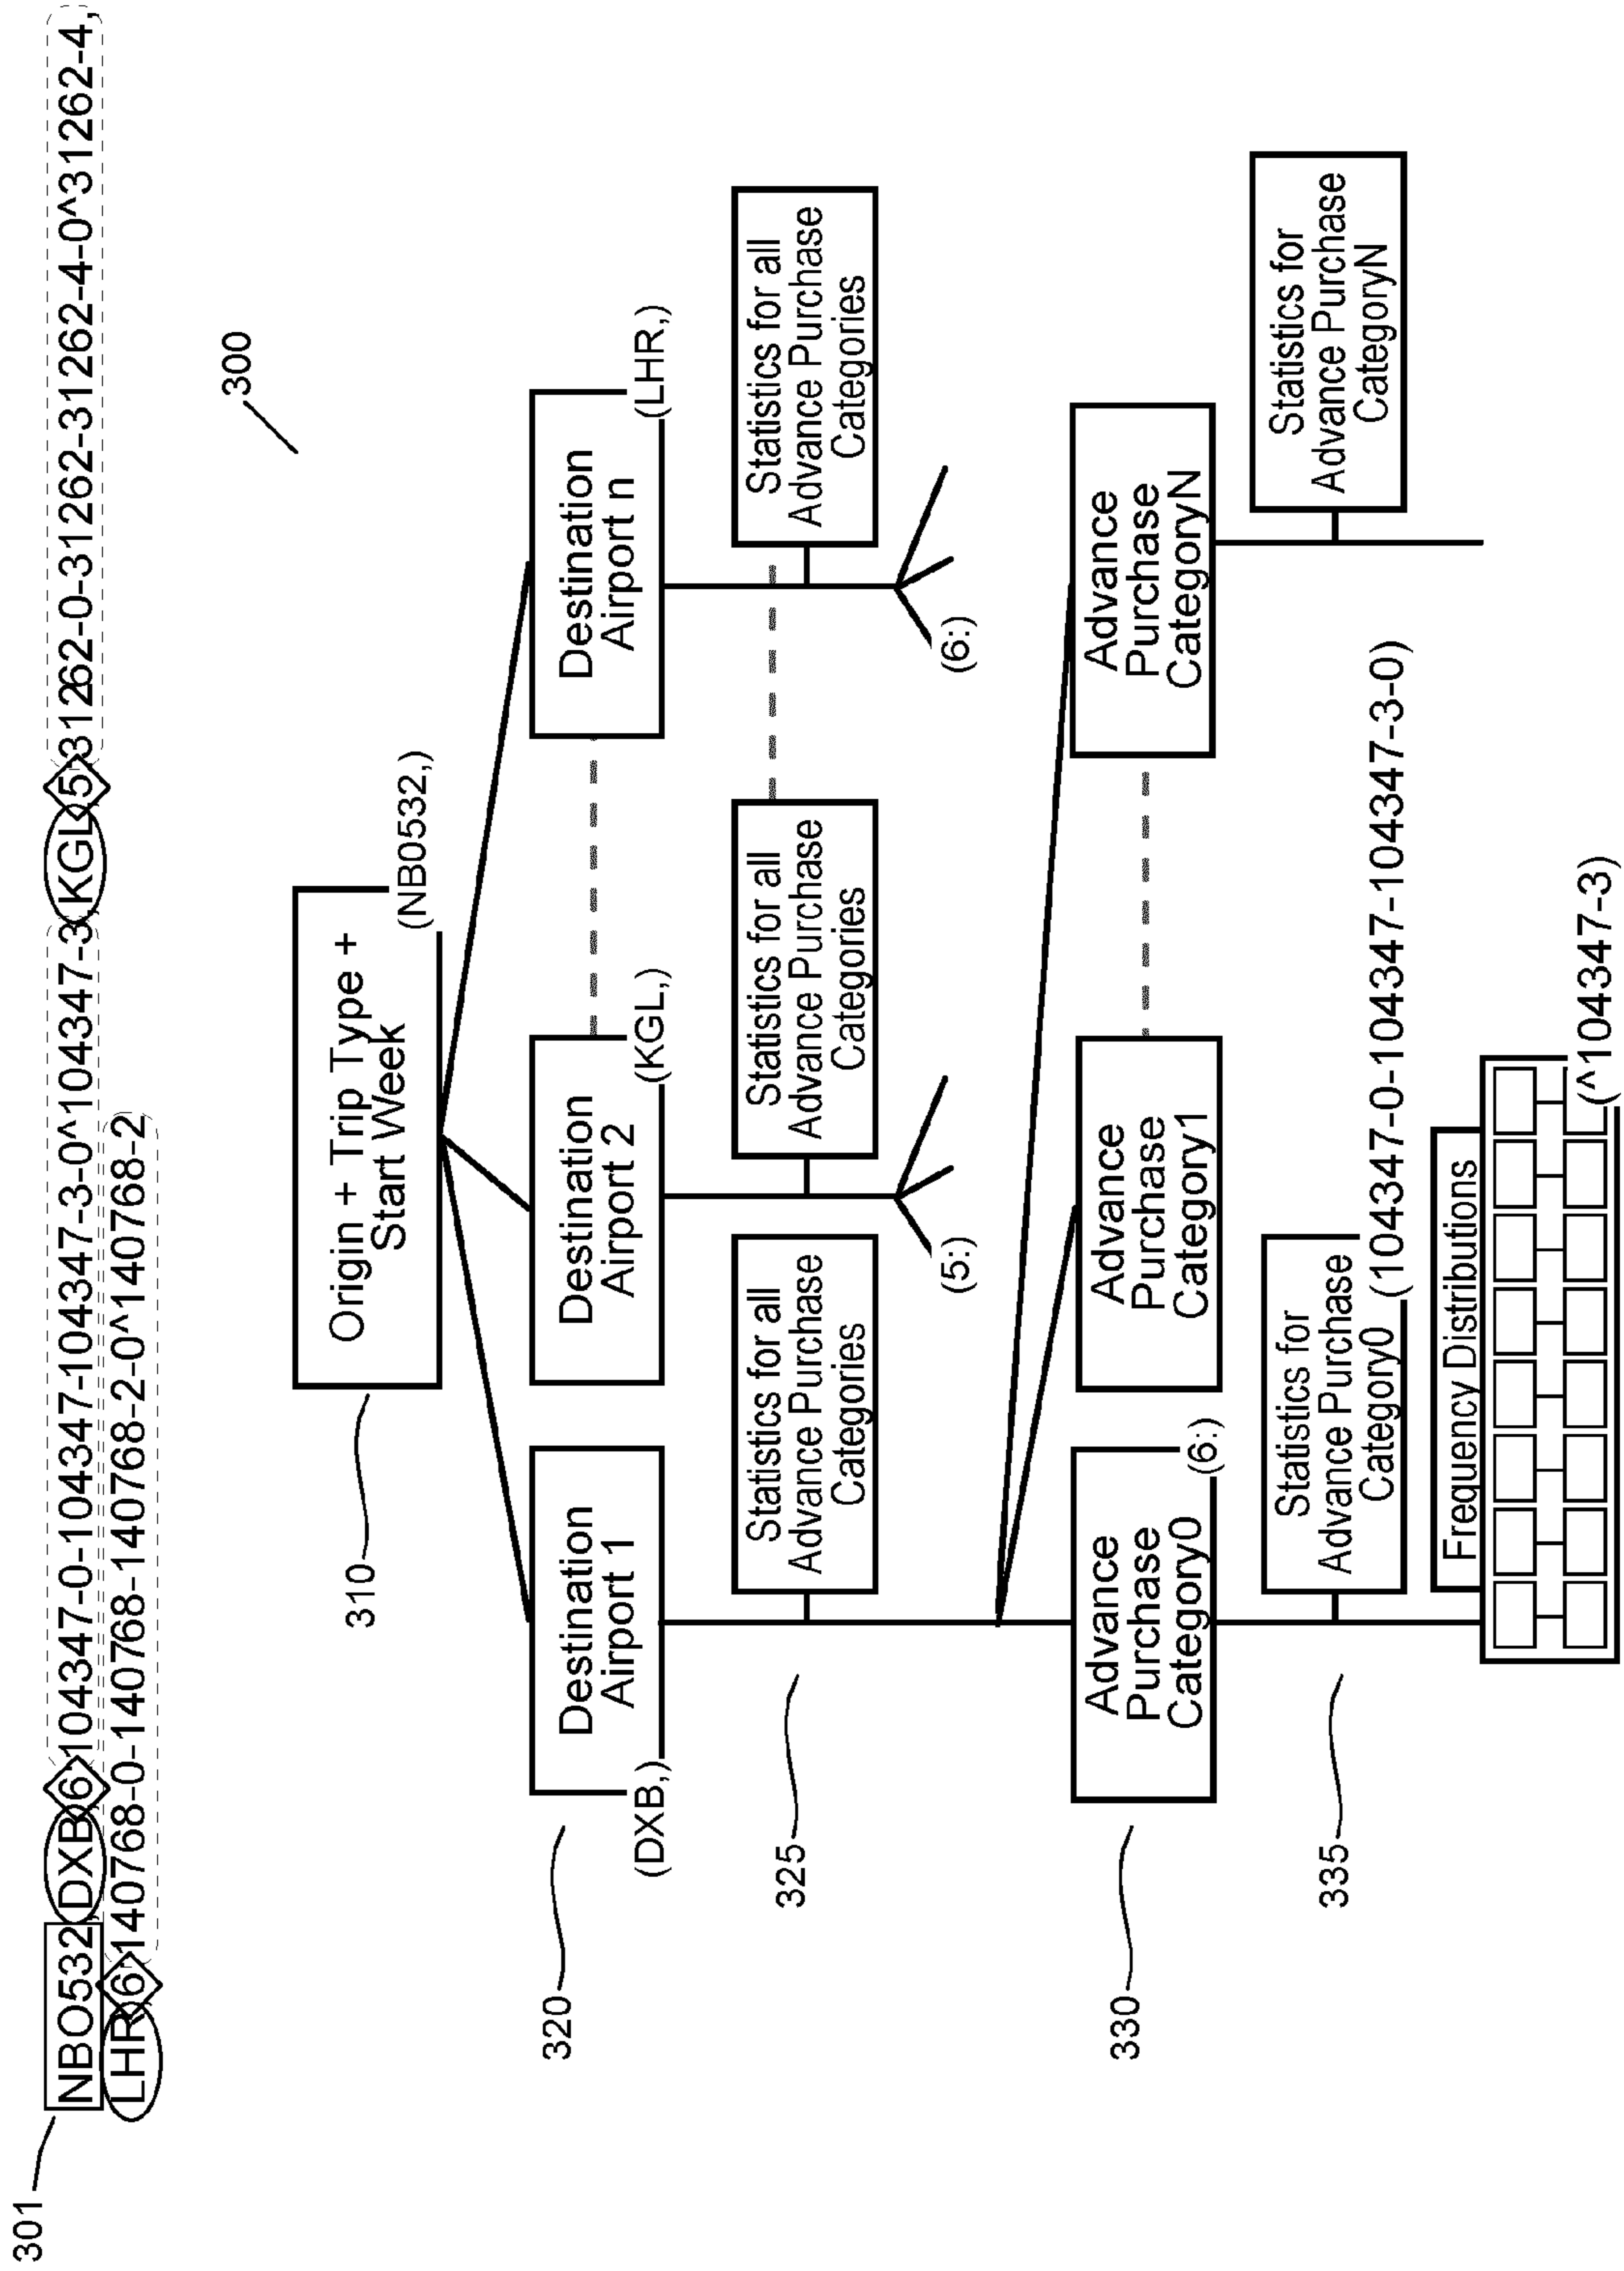 301
NBO532,DXB,6:104347-0-104347-104347-3-0^104347-3,KGL,5:31262-0-31262-31262-4-0^31262-4,
LHR,6:140768-0-140768-140768-2-0^140768-2
300
310
Origin + Trip Type +
Start Week
(NB0532,)
320
Destination
Airport 1
(DXB,)
Destination
Airport 2
(KGL,)
Destination
Airport n
(LHR,)
325
Statistics for all
Advance Purchase
Categories
Statistics for all
Advance Purchase
Categories
Statistics for all
Advance Purchase
Categories
(5:)
(6:)
330
Advance
Purchase
Category0
(6:)
Advance
Purchase
Category1
Advance
Purchase
CategoryN
335
Statistics for
Advance Purchase
Category0
(104347-0-104347-104347-3-0)
Statistics for
Advance Purchase
CategoryN
Frequency Distributions
(^104347-3)